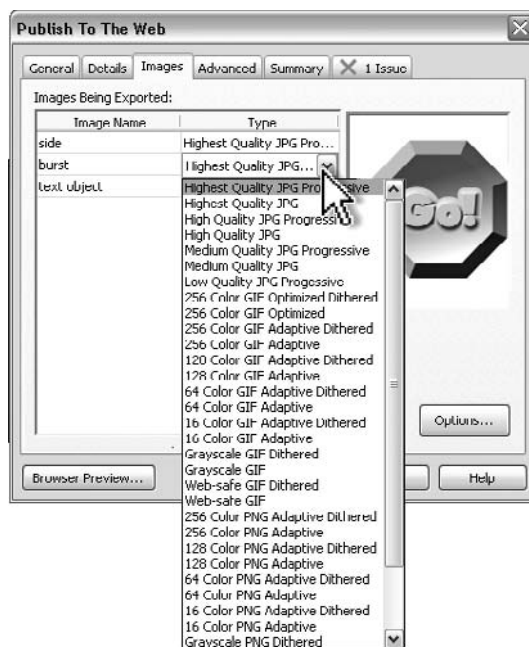 Publish To The Web
General Details Images Advanced Summary 1 Issue
Images Being Exported:
Image Name Type
side Highest Quality JPG Pro...
burst Highest Quality JPG...
text object
Highest Quality JPG Progressive
Highest Quality JPG
High Quality JPG Progressive
High Quality JPG
Medium Quality JPG Progressive
Medium Quality JPG
Low Quality JPG Progessive
256 Color GIF Optimized Dithered
256 Color GIF Optimized
256 Color GIF Adaptive Dithered
256 Color GIF Adaptive
128 Color GIF Adaptive Dithered
128 Color GIF Adaptive
64 Color GIF Adaptive Dithered
64 Color GIF Adaptive
16 Color GIF Adaptive Dithered
16 Color GIF Adaptive
Grayscale GIF Dithered
Grayscale GIF
Web-safe GIF Dithered
Web-safe GIF
256 Color PNG Adaptive Dithered
256 Color PNG Adaptive
128 Color PNG Adaptive Dithered
128 Color PNG Adaptive
64 Color PNG Adaptive Dithered
64 Color PNG Adaptive
16 Color PNG Adaptive Dithered
16 Color PNG Adaptive
Grayscale PNG Dithered
Go!
Options...
Browser Preview...
Help